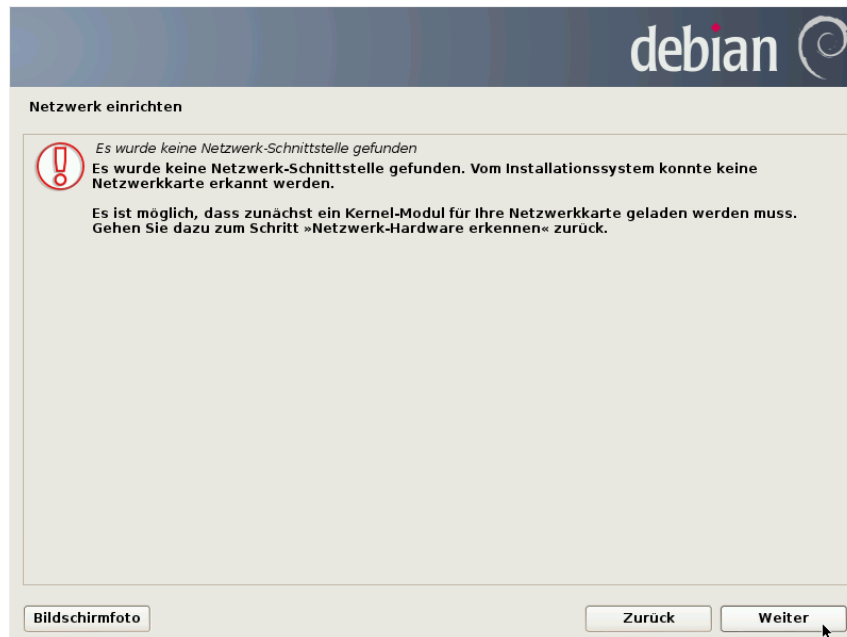 debian
Netzwerk einrichten
Es wurde keine Netzwerk-Schnittstelle gefunden
Es wurde keine Netzwerk-Schnittstelle gefunden. Vom Installationssystem konnte keine
Netzwerkkarte erkannt werden.
Es ist möglich, dass zunächst ein Kernel-Modul für Ihre Netzwerkkarte geladen werden muss.
Gehen Sie dazu zum Schritt »Netzwerk-Hardware erkennen« zurück.
Bildschirmfoto
Zurück
Weiter